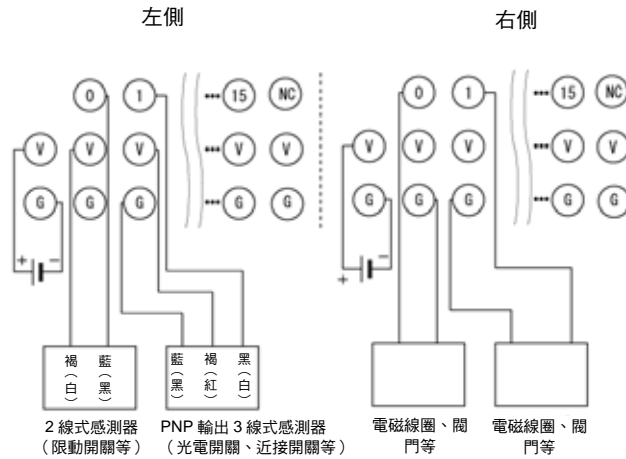 左側 右側
0 1 ···15 NC 0 1 ···15 NC
V V V ···V V V V V ···V V
G G G ···G G G G G ···G G
+ − + −
褐（白） 藍（黑） 藍（黑） 褐（紅） 黑（白）
2 線式感測器 PNP 輸出 3 線式感測器 電磁線圈、閥 電磁線圈、閥
（限動開關等） （光電開關、近接開關等） 門等 門等